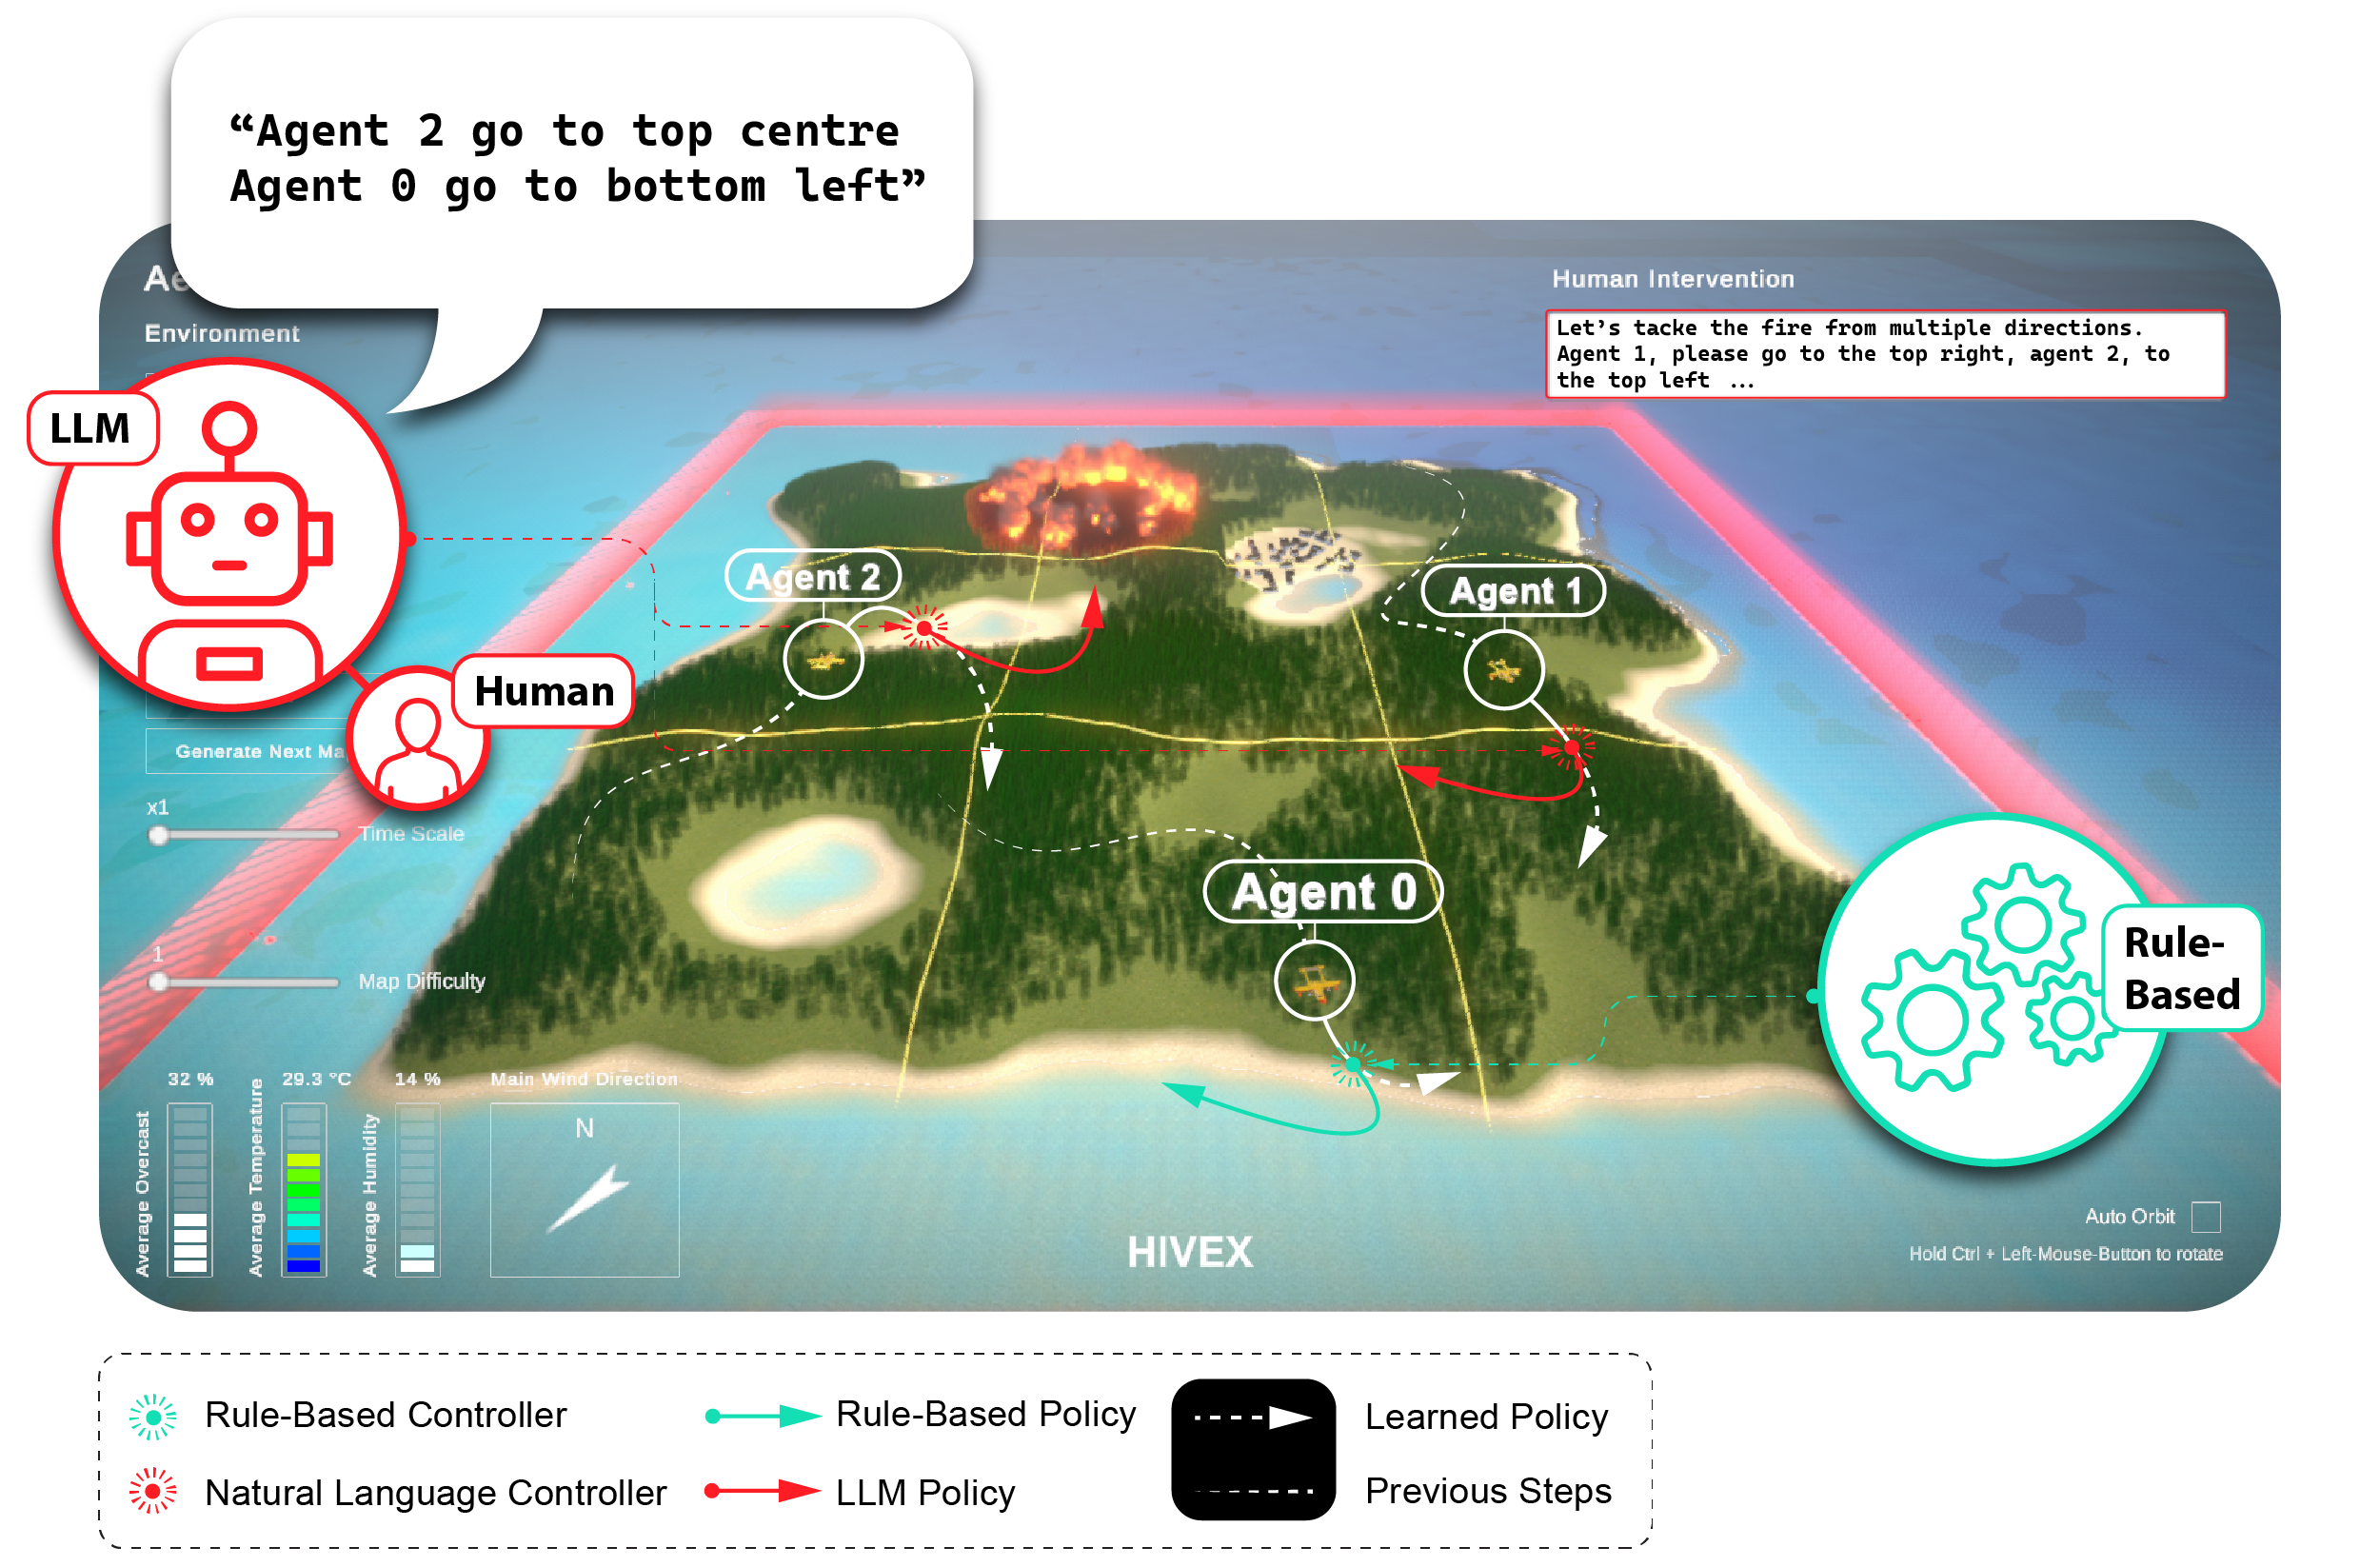 “Agent 2 go to top centre
Agent 0 go to bottom left”
Environment
Human Intervention
Let’s tacke the fire from multiple directions.
Agent 1, please go to the top right, agent 2, to
the top left ...
LLM
Human
Agent 2
Agent 1
Agent 0
Rule-
Based
Generate Next
x1
Time Scale
1
Map Difficulty
32 %
29.3 °C
14 %
Main Wind Direction
Average Overcast
Average Temperature
Average Humidity
N
HIVEX
Auto Orbit
Hold Ctrl + Left-Mouse-Button to rotate
Rule-Based Controller
Rule-Based Policy
Learned Policy
Natural Language Controller
LLM Policy
Previous Steps